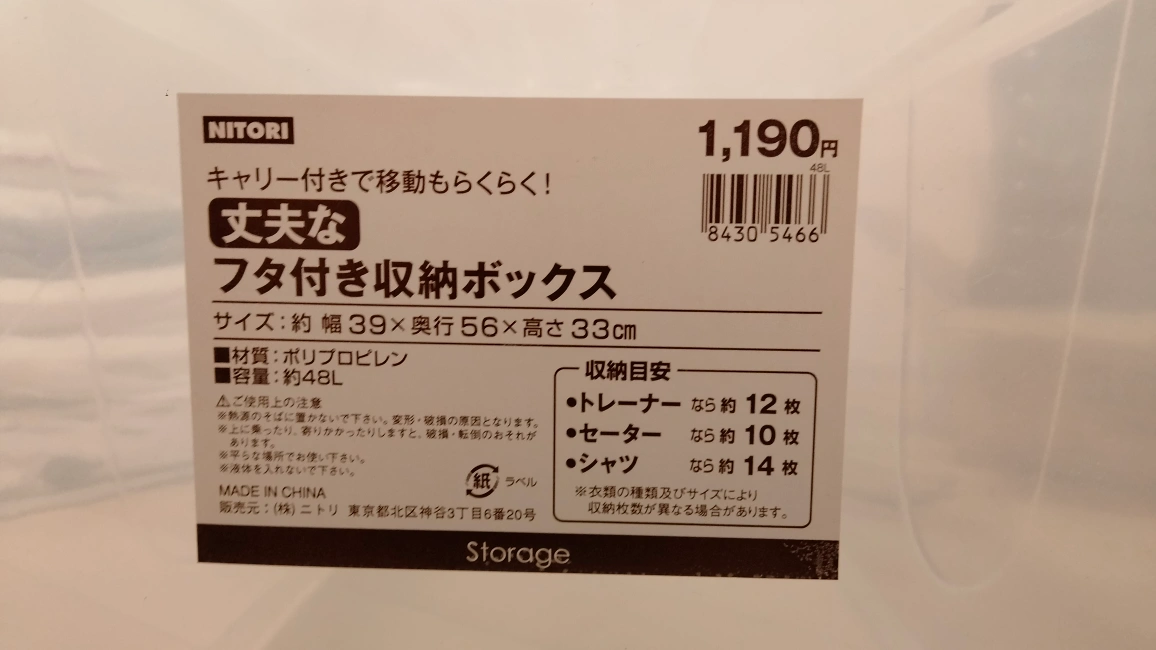 NITORI
1,190円
48L
8430 5466
キャリー付きで移動もらくらく!
丈夫な
フタ付き収納ボックス
サイズ:約 幅39×奥行56×高さ33cm
■材質:ポリプロピレン
■容量:約48L
⚠ご使用上の注意
※熱源のそばに置かないで下さい。変形・破損の原因となります。
※上に乗ったり、寄りかかったりしますと、破損・転倒のおそれが
あります。
※平らな場所でお使い下さい。
※液体を入れないで下さい。
紙 ラベル
MADE IN CHINA
販売元:(株)ニトリ 東京都北区神谷3丁目6番20号
収納目安
●トレーナー なら約 12 枚
●セーター なら約 10 枚
●シャツ なら約 14 枚
※衣類の種類及びサイズにより
収納枚数が異なる場合があります。
Storage